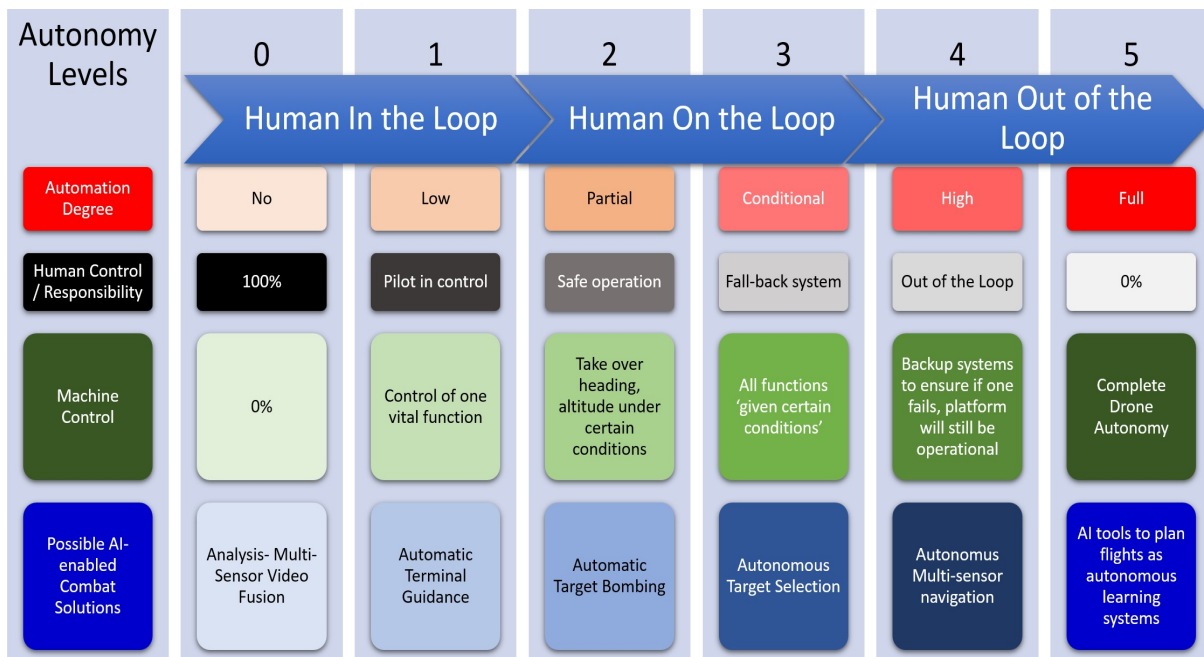 Autonomy
Levels
0
1
2
3
4
5
Human In the Loop
Human On the Loop
Human Out of the
Loop
Automation
Degree
No
Low
Partial
Conditional
High
Full
Human Control
/ Responsibility
100%
Pilot in control
Safe operation
Fall-back system
Out of the Loop
0%
Machine
Control
0%
Control of one
vital function
Take over
heading,
altitude under
certain
conditions
All functions
‘given certain
conditions’
Backup systems
to ensure if one
fails, platform
will still be
operational
Complete
Drone
Autonomy
Possible AI-
enabled
Combat
Solutions
Analysis- Multi-
Sensor Video
Fusion
Automatic
Terminal
Guidance
Automatic
Target Bombing
Autonomous
Target Selection
Autonomus
Multi-sensor
navigation
AI tools to plan
flights as
autonomous
learning
systems